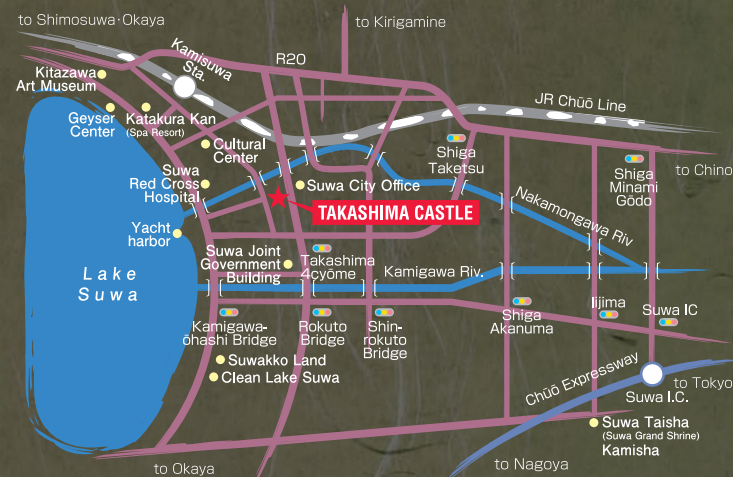 to Shimosuwa・Okaya
to Kirigamine
Kamisuwa
Sta.
R20
Kitazawa
Art Museum
Geyser
Center
Katakura Kan
(Spa Resort)
JR Chūō Line
Cultural
Center
Shiga
Taketsu
Shiga
Minami
Gōdo
to Chino
Suwa
Red Cross
Hospital
Suwa City Office
TAKASHIMA CASTLE
Nakamongawa Riv
Yacht
harbor
Suwa Joint
Government
Building
Takashima
4cyōme
Kamigawa Riv.
Lake
Suwa
Kamigawa-
ōhashi Bridge
Rokuto
Bridge
Shin-
rokuto
Bridge
Shiga
Akanuma
Iijima
Suwa IC
Suwakko Land
Clean Lake Suwa
Chūō Expressway
to Tokyo
Suwa I.C.
Suwa Taisha
(Suwa Grand Shrine)
Kamisha
to Okaya
to Nagoya